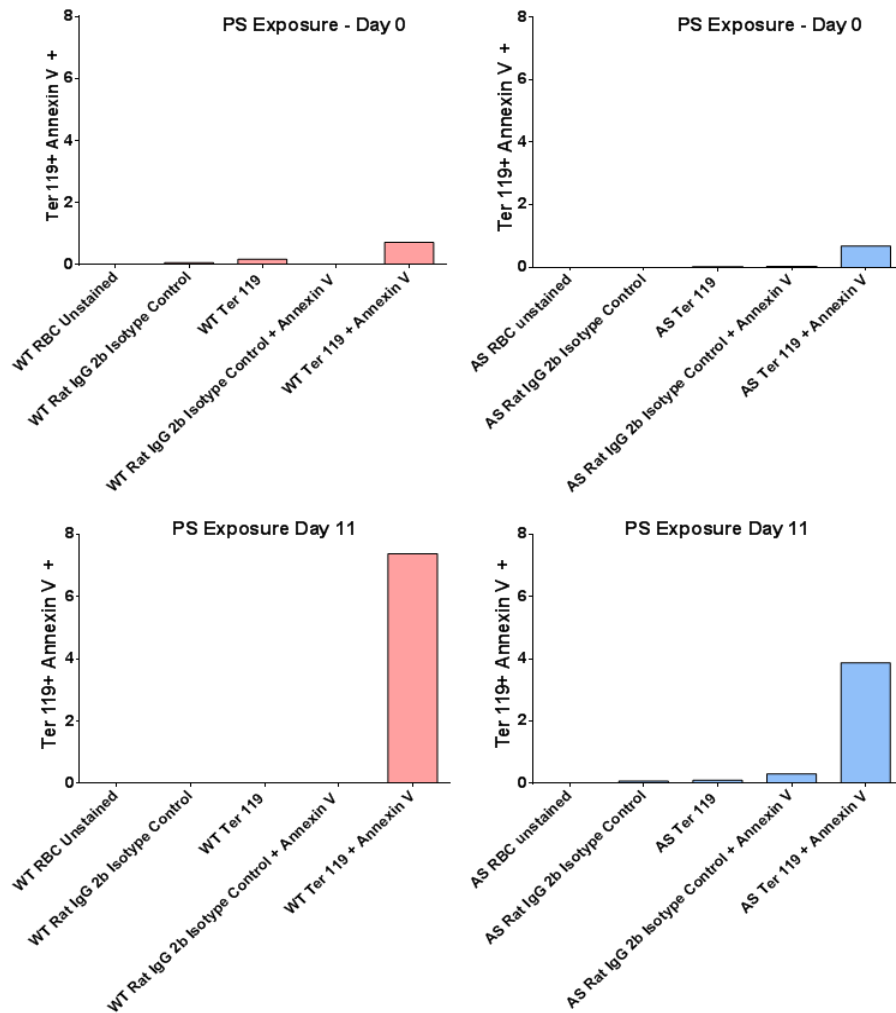 PS Exposure - Day 0
Ter 119+ Annexin V +
8
6
4
2
0
WT RBC Unstained
WT Rat IgG 2b Isotype Control
WT Ter 119
WT Rat IgG 2b Isotype Control + Annexin V
WT Ter 119 + Annexin V
PS Exposure - Day 0
Ter 119+ Annexin V +
8
6
4
2
0
AS RBC unstained
AS Rat IgG 2b Isotype Control
AS Ter 119
AS Rat IgG 2b Isotype Control + Annexin V
AS Ter 119 + Annexin V
PS Exposure Day 11
Ter 119+ Annexin V +
8
6
4
2
0
WT RBC Unstained
WT Rat IgG 2b Isotype Control
WT Ter 119
WT Rat IgG 2b Isotype Control + Annexin V
WT Ter 119 + Annexin V
PS Exposure Day 11
Ter 119+ Annexin V +
8
6
4
2
0
AS RBC unstained
AS Rat IgG 2b Isotype Control
AS Ter 119
AS Rat IgG 2b Isotype Control + Annexin V
AS Ter 119 + Annexin V